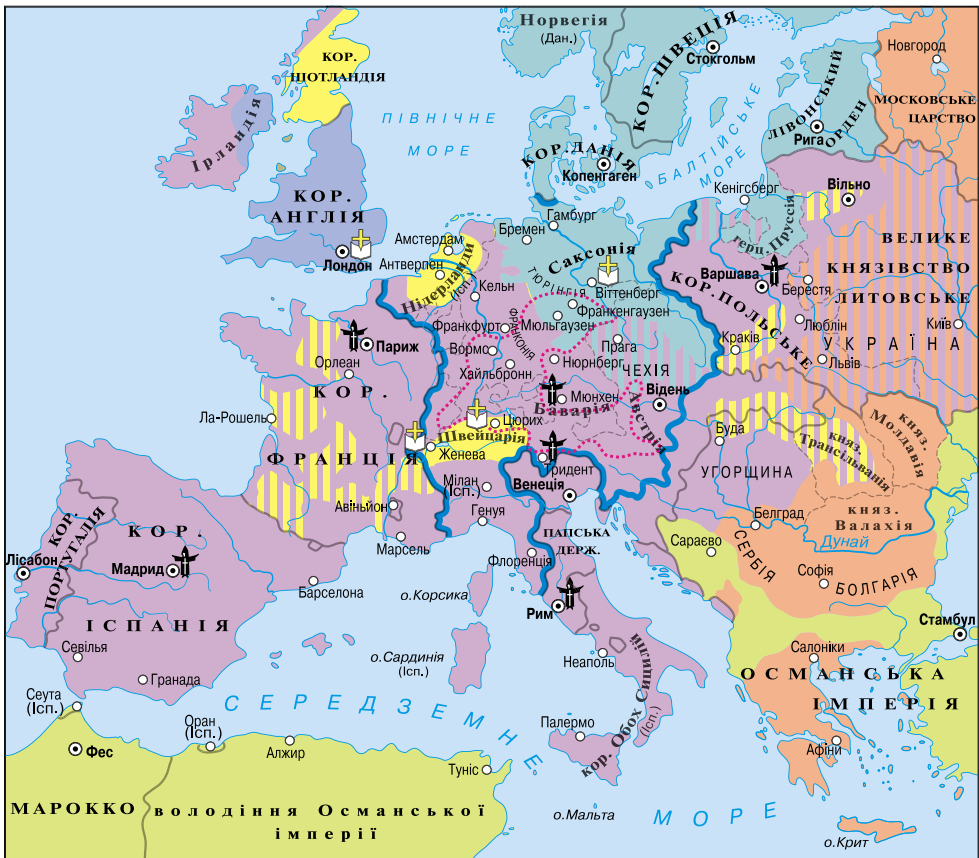 Норвегія
(Дан.)
КОР. ШВЕЦІЯ
Стокгольм
Новгород
МОСКОВСЬКЕ
ЦАРСТВО
КОР.
ШОТЛАНДІЯ
Ірландія
ПІВНІЧНЕ
МОРЕ
ЛІВОНСЬКИЙ
ОРДЕН
Рига
КОР. ДАНІЯ
Копенгаген
БАЛТІЙСЬКЕ
МОРЕ
КОР.
АНГЛІЯ
Лондон
Кенігсберг
герц. Пруссія
Вільно
Гамбург
Бремен
Амстердам
Антверпен
Нідерланди
(Ісп.)
Саксонія
ТЮРІНГІЯ
Віттенберг
Кельн
Франкенгаузен
Мюльгаузен
ФРАНКОНІЯ
Франкфурт
Вормс
Хайльбронн
Нюрнберг
Прага
ЧЕХІЯ
Варшава
КОР. ПОЛЬСЬКЕ
Берестя
ВЕЛИКЕ
КНЯЗІВСТВО
ЛИТОВСЬКЕ
Люблін
Київ
Краків
Львів
УКРАЇНА
Париж
Орлеан
КОР.
ФРАНЦІЯ
Ла-Рошель
Мюнхен
Баварія
Відень
Австрія
Цюрих
Швейцарія
Женева
Тридент
Мілан
(Ісп.)
Венеція
Генуя
Авіньйон
Марсель
Буда
УГОРЩИНА
княз.
Трансільванія
княз.
Молдавія
княз.
Валахія
Дунай
Белград
Сараєво
СЕРБІЯ
Софія
БОЛГАРІЯ
ПАПСЬКА
ДЕРЖ.
Флоренція
Рим
о.Корсика
Барселона
КОР.
ІСПАНІЯ
Мадрид
КОР.
ПОРТУГАЛІЯ
Лісабон
Севілья
Гранада
Сеута
(Ісп.)
Оран
(Ісп.)
Фес
Алжир
Туніс
о.Сардинія
(Ісп.)
Неаполь
кор. Обох Сицилій
(Ісп.)
Палермо
Стамбул
Салоніки
ОСМАНСЬКА
ІМПЕРІЯ
Афіни
СЕРЕДЗЕМНЕ
МОРЕ
МАРОККО
володіння Османської
імперії
о.Мальта
о.Крит